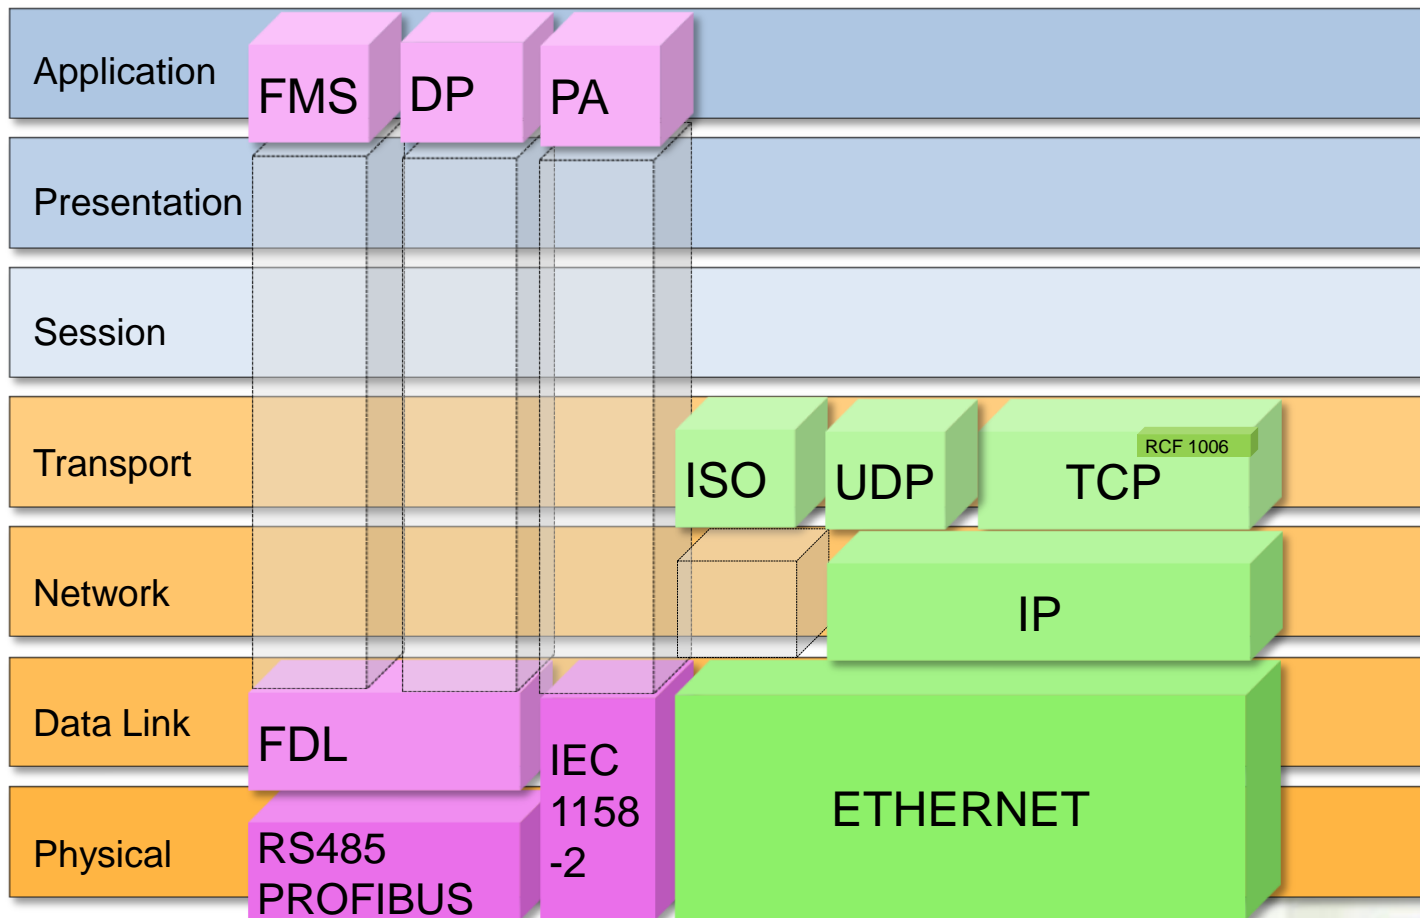 Application
FMS
DP
PA
Presentation
Session
Transport
ISO
UDP
TCP
RCF 1006
Network
IP
Data Link
FDL
IEC
1158
-2
ETHERNET
Physical
RS485
PROFIBUS